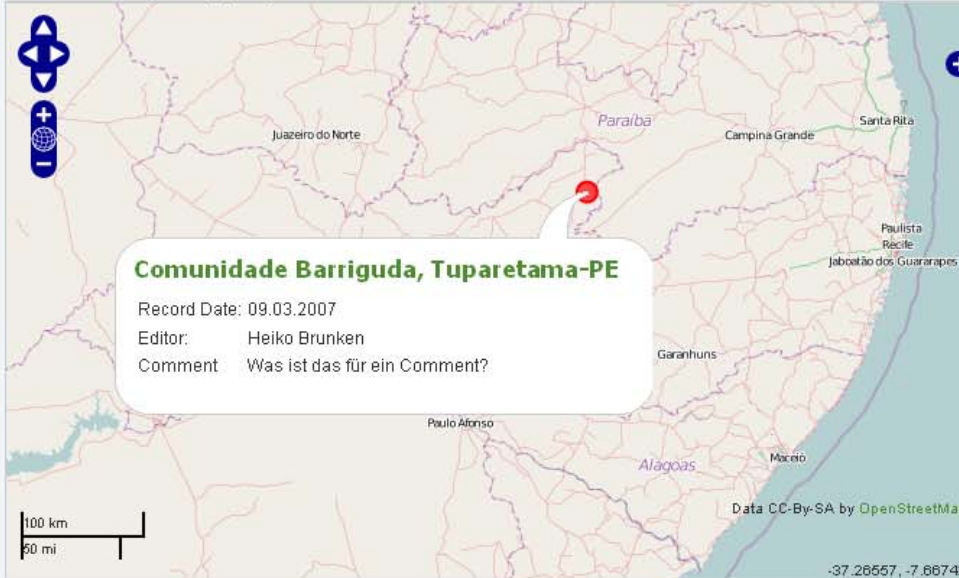 Paraíba
Juazeiro do Norte
Campina Grande
Santa Rita
Paulista
Recife
Jaboatão dos Guararapes
Comunidade Barriguda, Tuparetama-PE
Record Date: 09.03.2007
Editor: Heiko Brunken
Comment Was ist das für ein Comment?
Garanhuns
Paulo Afonso
Alagoas
Maceió
Data CC-By-SA by OpenStreetMa
100 km
50 mi
-37.26557, -7.6674